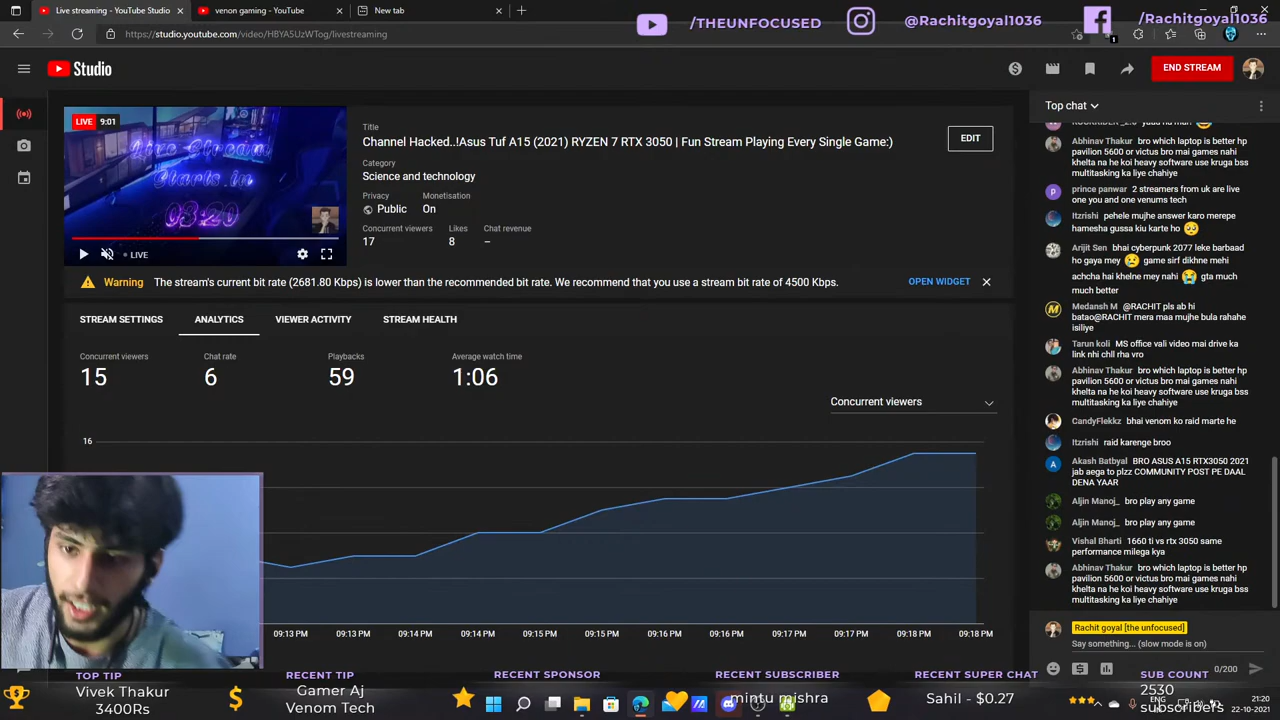 Live streaming - YouTube Studio
venon gaming - YouTube
New tab
https://studio.youtube.com/video/HBYA5UzWTog/livestreaming
/THEUNFOCUSED
@Rachitgoyal1036
/Rachitgoyal1036
Studio
END STREAM
LIVE 9:01
Live Stream
Starts in
03:20
LIVE
Title
Channel Hacked..!Asus Tuf A15 (2021) RYZEN 7 RTX 3050 | Fun Stream Playing Every Single Game:)
EDIT
Category
Science and technology
Privacy Monetisation
Public On
Concurrent viewers Likes Chat revenue
17 8 –
Warning The stream's current bit rate (2681.80 Kbps) is lower than the recommended bit rate. We recommend that you use a stream bit rate of 4500 Kbps.
OPEN WIDGET
STREAM SETTINGS ANALYTICS VIEWER ACTIVITY STREAM HEALTH
Concurrent viewers Chat rate Playbacks Average watch time
15 6 59 1:06
Concurrent viewers
16
09:13 PM 09:13 PM 09:14 PM 09:14 PM 09:15 PM 09:15 PM 09:16 PM 09:16 PM 09:17 PM 09:17 PM 09:18 PM 09:18 PM
Top chat
Abhinav Thakur bro which laptop is better hp
pavilion 5600 or victus bro mai games nahi
khelta na he koi heavy software use kruga bss
multitasking ka liye chahiye
prince panwar 2 streamers from uk are live
one you and one venums tech
Itzrishi pehele mujhe answer karo merepe
hamesha gussa kiu karte ho
Arijit Sen bhai cyberpunk 2077 leke barbaad
ho gaya mey game sirf dikhne mehi
achcha hai khelne mey nahi gta much
much better
Medansh M @RACHIT pls ab hi
batao@RACHIT mera maa mujhe bula rahahe
isiliye
Tarun koli MS office vali video mai drive ka
link nhi chll rha vro
Abhinav Thakur bro which laptop is better hp
pavilion 5600 or victus bro mai games nahi
khelta na he koi heavy software use kruga bss
multitasking ka liye chahiye
CandyFlekkz bhai venom ko raid marte he
Itzrishi raid karenge broo
Akash Batbyal BRO ASUS A15 RTX3050 2021
jab aega to plzz COMMUNITY POST PE DAAL
DENA YAAR
Aljin Manoj_ bro play any game
Aljin Manoj_ bro play any game
Vishal Bharti 1660 ti vs rtx 3050 same
performance milega kya
Abhinav Thakur bro which laptop is better hp
pavilion 5600 or victus bro mai games nahi
khelta na he koi heavy software use kruga bss
multitasking ka liye chahiye
Rachit goyal [the unfocused]
Say something... (slow mode is on)
0/200
TOP TIP
Vivek Thakur
3400Rs
RECENT TIP
Gamer Aj
Venom Tech
RECENT SPONSOR
RECENT SUBSCRIBER
mintu mishra
RECENT SUPER CHAT
Sahil - $0.27
SUB COUNT
2530
subscribers
ENG
21:20
22-10-2021